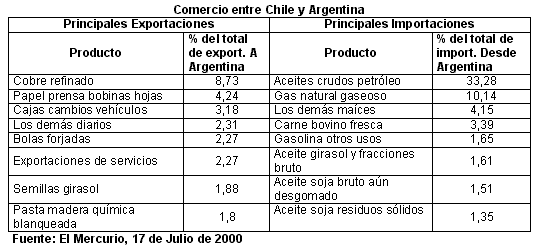 Comercio entre Chile y Argentina
Principales Exportaciones Principales Importaciones
Producto % del total de export. A Argentina Producto % del total de import. Desde Argentina
Cobre refinado 8,73 Aceites crudos petróleo 33,28
Papel prensa bobinas hojas 4,24 Gas natural gaseoso 10,14
Cajas cambios vehículos 3,18 Los demás maíces 4,15
Los demás diarios 2,31 Carne bovino fresca 3,39
Bolas forjadas 2,27 Gasolina otros usos 1,65
Exportaciones de servicios 2,27 Aceite girasol y fracciones bruto 1,61
Semillas girasol 1,88 Aceite soja bruto aún desgomado 1,51
Pasta madera química blanqueada 1,8 Aceite soja residuos sólidos 1,35
Fuente: El Mercurio, 17 de Julio de 2000